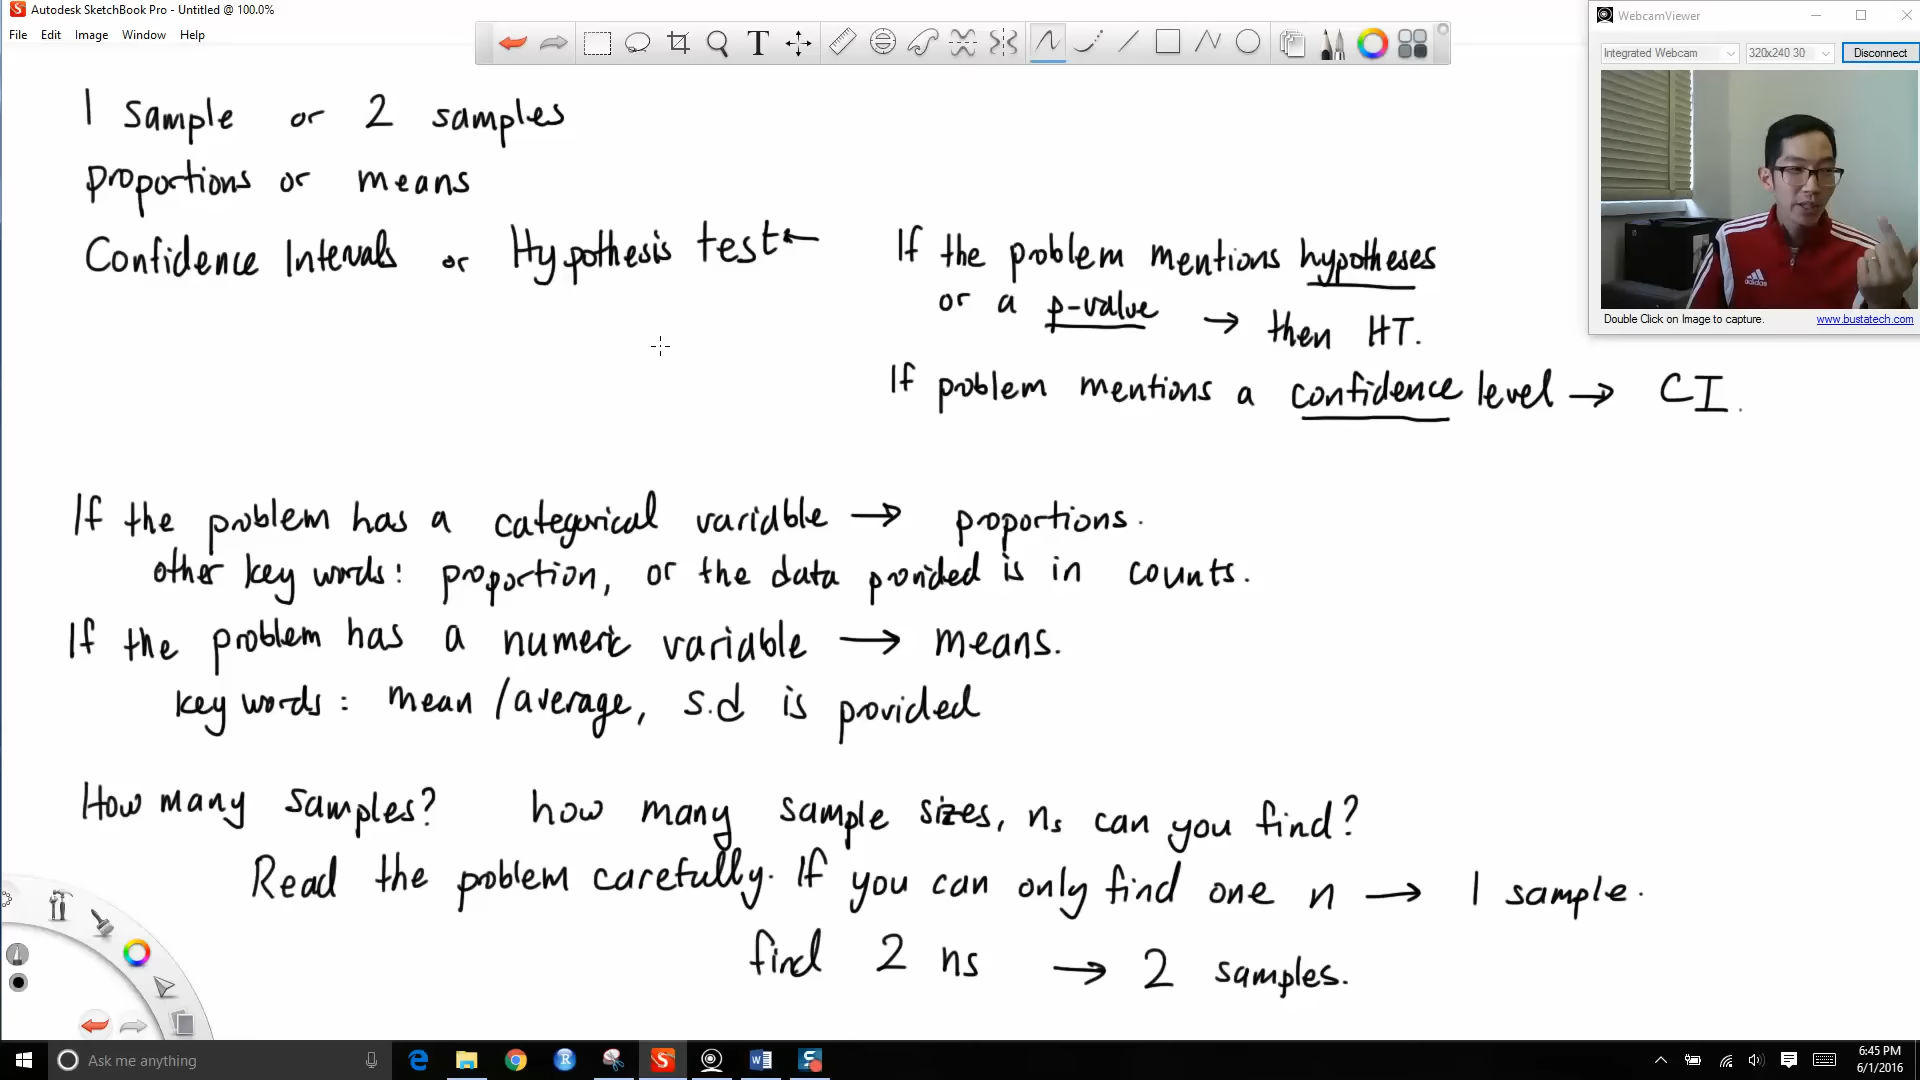 Autodesk SketchBook Pro - Untitled @ 100.0%
File Edit Image Window Help
WebcamViewer
Integrated Webcam 320x240 30 Disconnect
Double Click on Image to capture. www.bustatech.com
adidas
1 sample or 2 samples
proportions or means
Confidence Intervals or Hypothesis test ←
If the problem mentions hypotheses
or a p-value → then HT.
If problem mentions a confidence level → CI.
If the problem has a categorical variable → proportions.
other key words: proportion, or the data provided is in counts.
If the problem has a numeric variable → means.
key words: mean/average, s.d is provided
How many samples? how many sample sizes, ns can you find?
Read the problem carefully. If you can only find one n → 1 sample.
find 2 ns → 2 samples.
Ask me anything
6:45 PM
6/1/2016